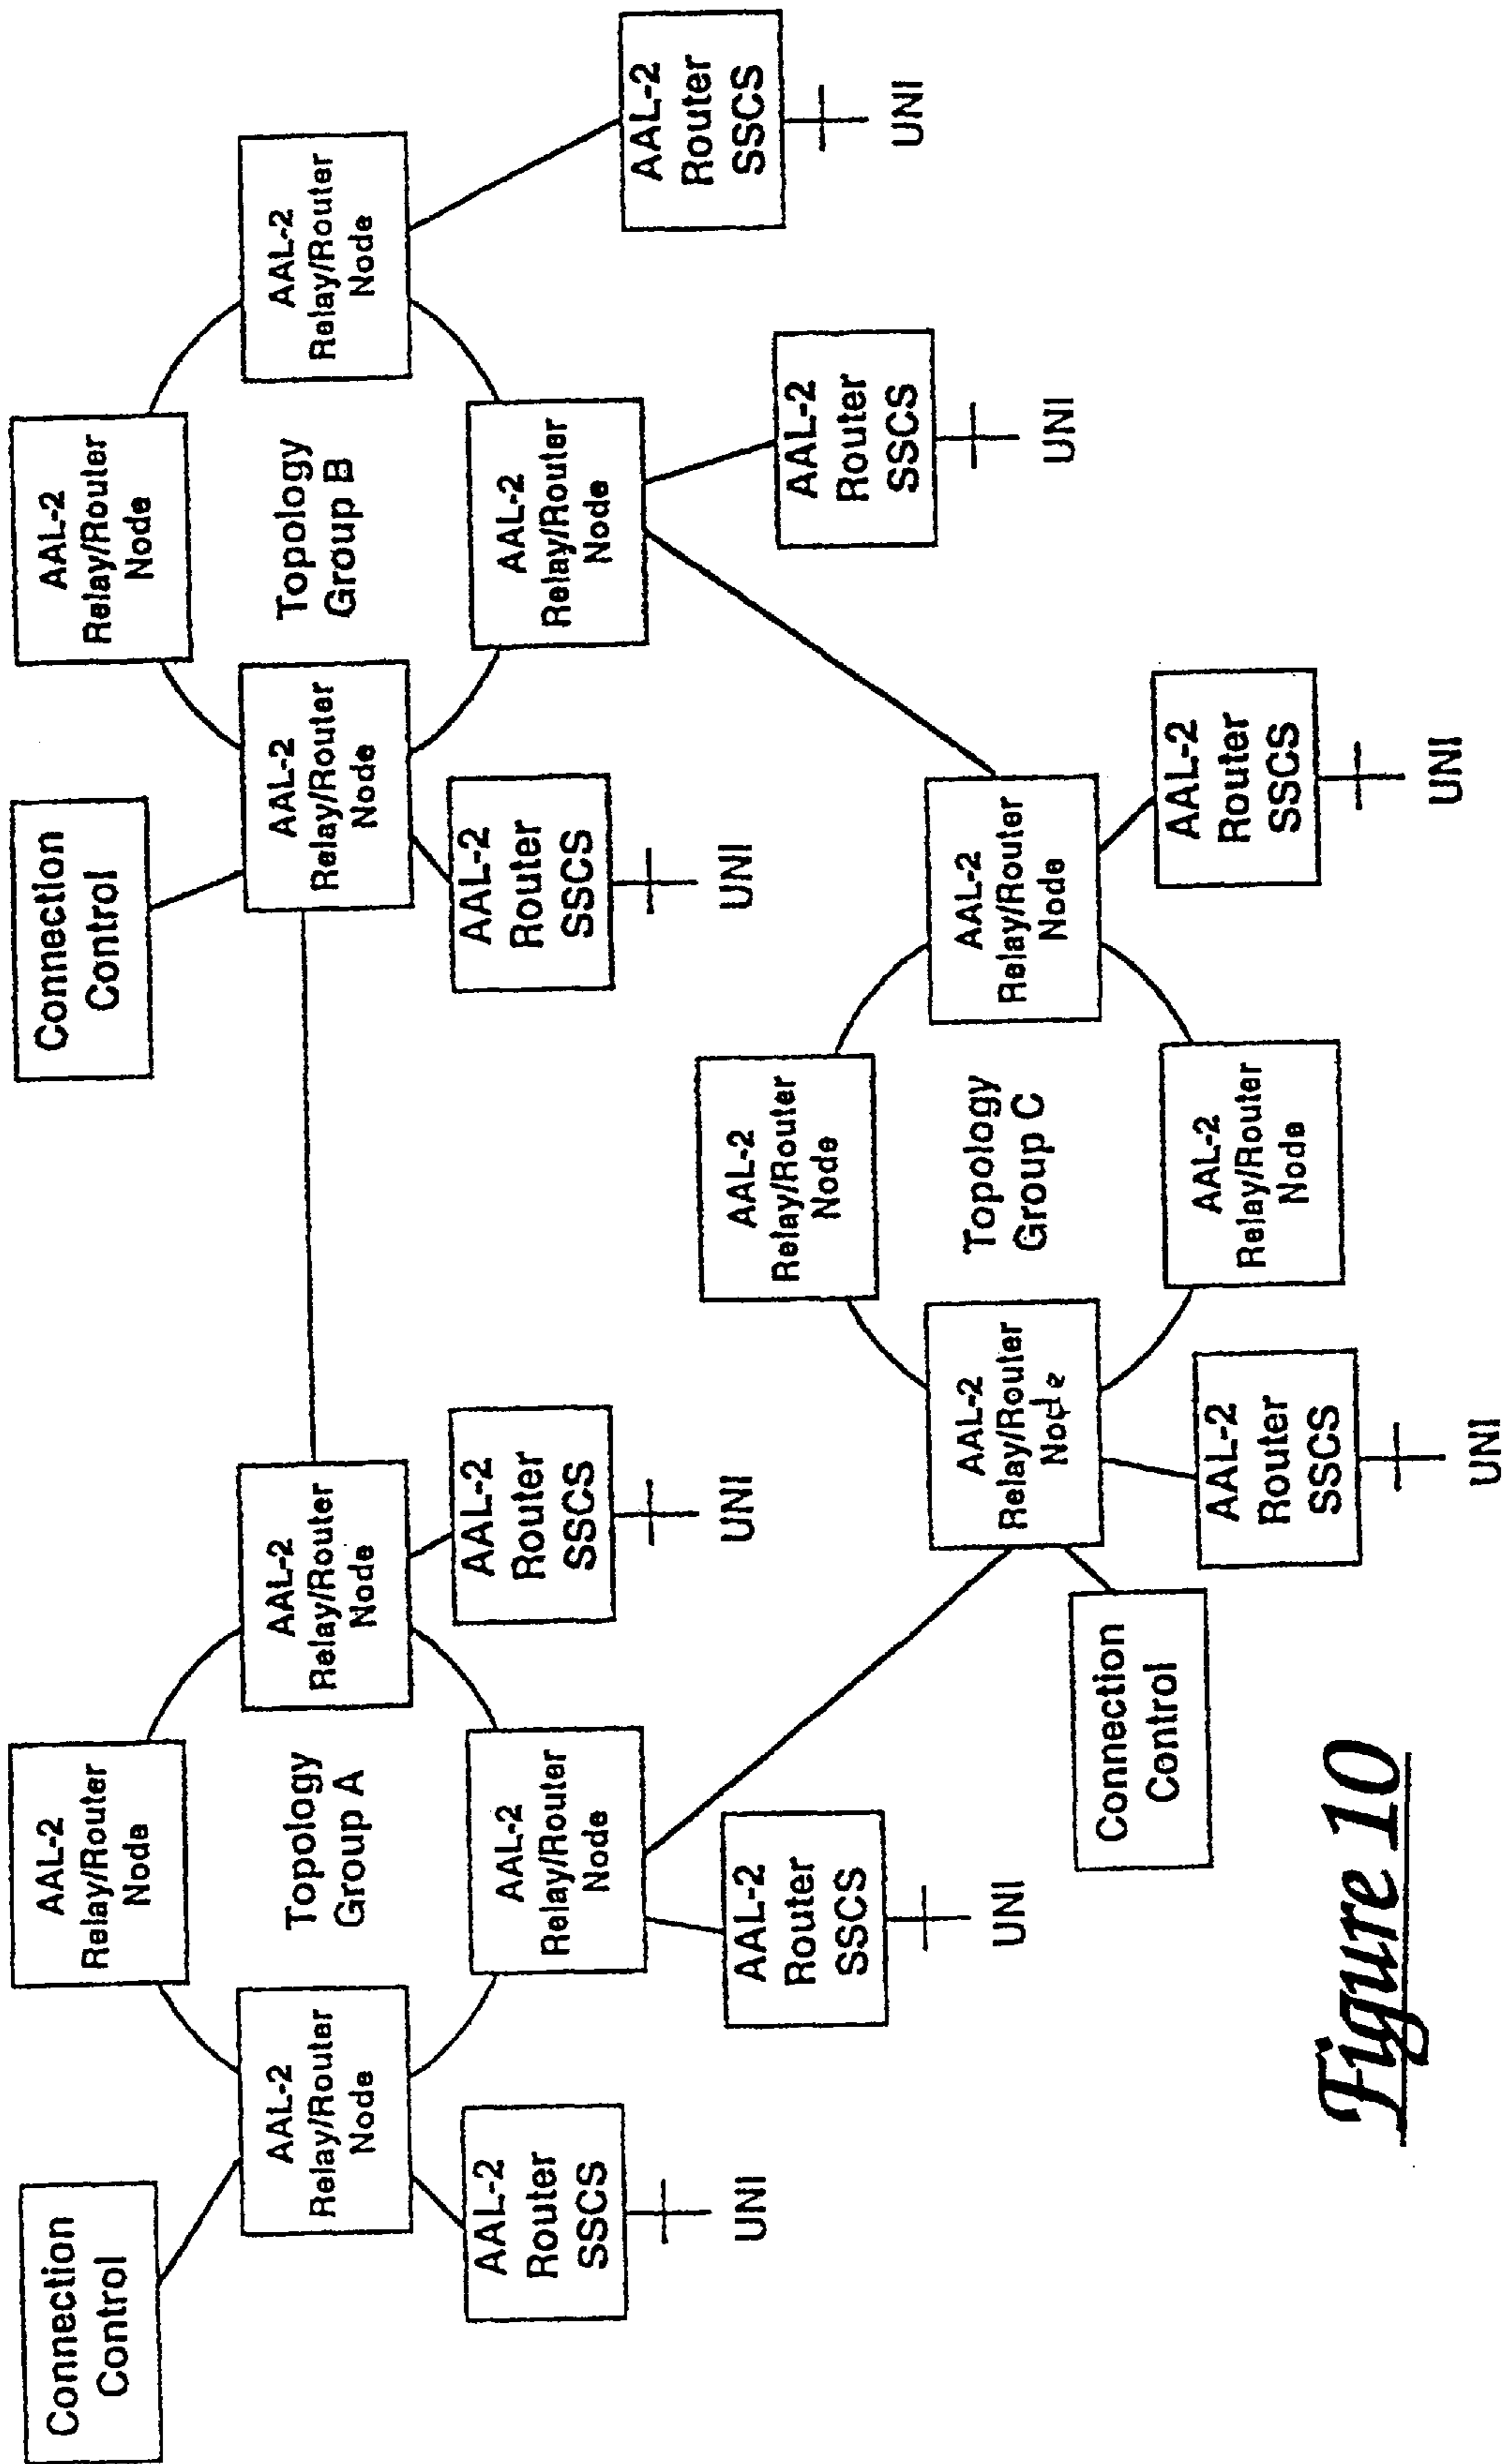 Connection
Control
AAL-2
Relay/Router
Node
AAL-2
Relay/Router
Node
Topology
Group A
AAL-2
Relay/Router
Node
AAL-2
Relay/Router
Node
AAL-2
Router
SSCS
UNI
AAL-2
Router
SSCS
UNI
AAL-2
Router
SSCS
UNI
Connection
Control
AAL-2
Relay/Router
Node
AAL-2
Relay/Router
Node
Topology
Group B
AAL-2
Relay/Router
Node
AAL-2
Relay/Router
Node
AAL-2
Router
SSCS
UNI
AAL-2
Router
SSCS
UNI
AAL-2
Router
SSCS
UNI
AAL-2
Relay/Router
Node
AAL-2
Relay/Router
Node
Topology
Group C
AAL-2
Relay/Router
Node
AAL-2
Relay/Router
Node
Connection
Control
AAL-2
Router
SSCS
UNI
AAL-2
Router
SSCS
UNI
Figure 10